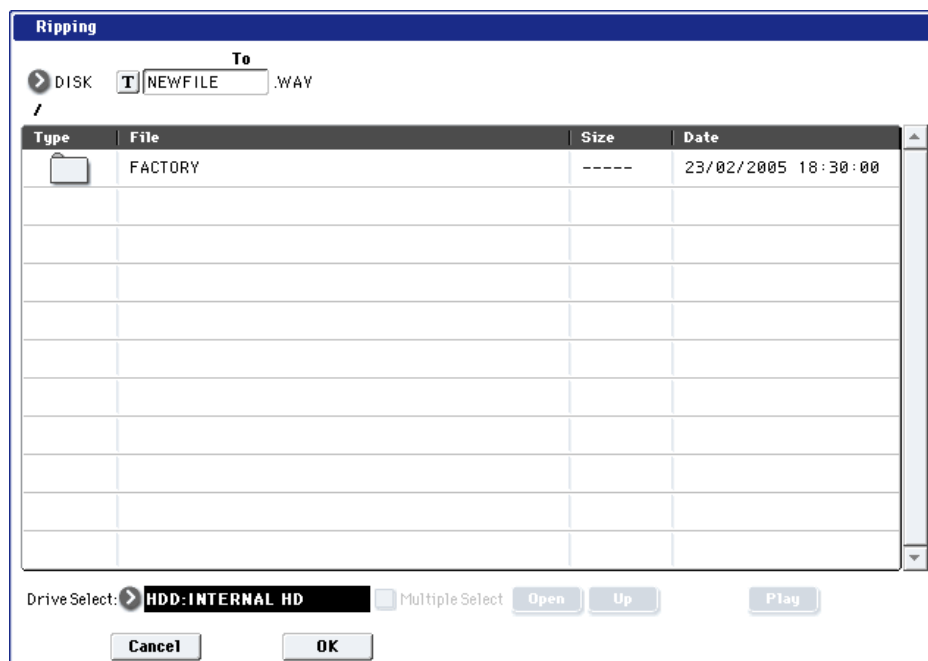 Ripping
To
DISK T NEWFILE .WAV
/
Type File Size Date
FACTORY ----- 23/02/2005 18:30:00
Drive Select: HDD:INTERNAL HD Multiple Select Open Up Play
Cancel OK